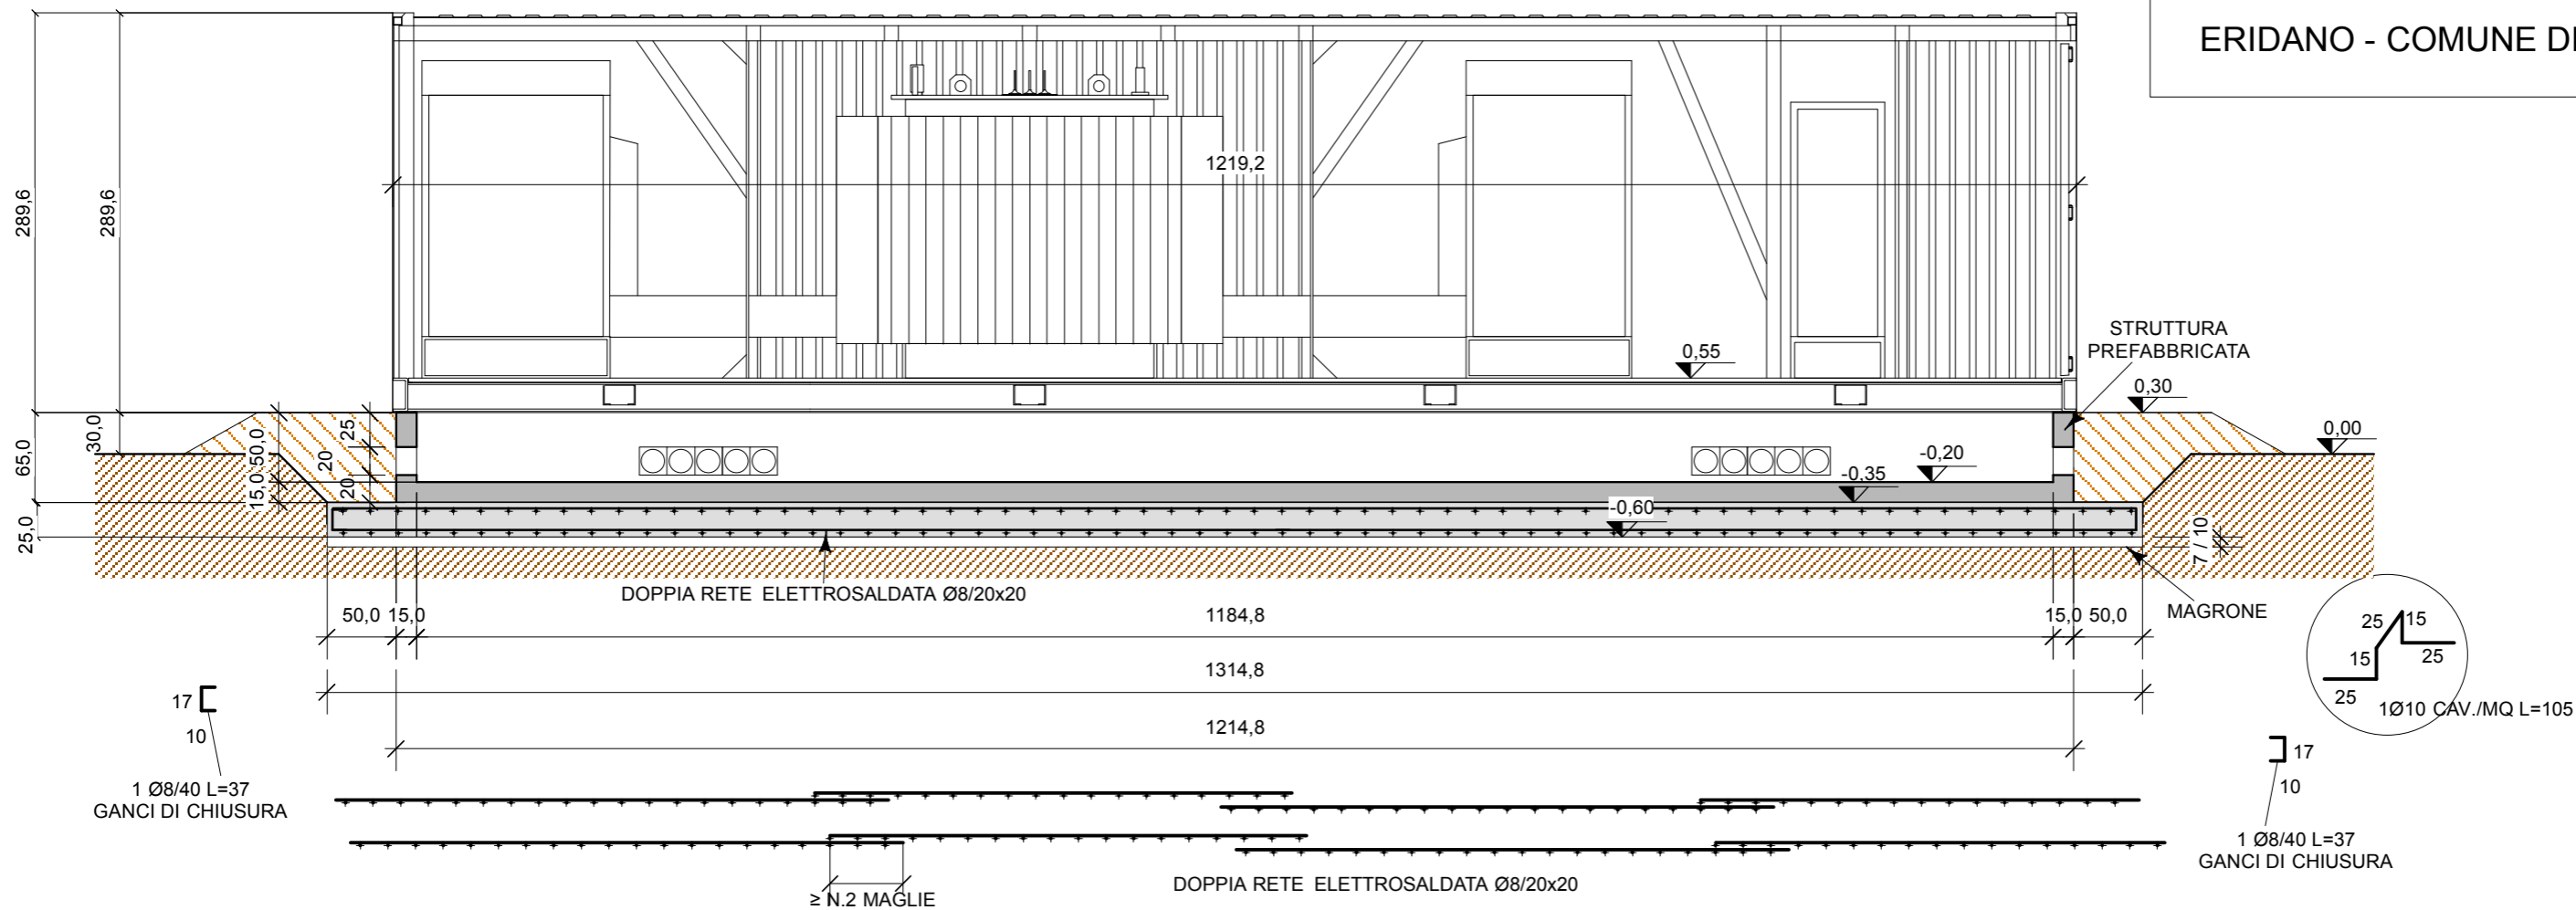 ERIDANO - COMUNE DI
289,6
289,6
1219,2
0,55
STRUTTURA
PREFABBRICATA
0,30
0,00
65,0
30,0
50,0
25
20
15,0
20
25,0
-0,20
-0,35
-0,60
7 / 10
DOPPIA RETE ELETTROSALDATA Ø8/20x20
MAGRONE
50,0
15,0
1184,8
15,0
50,0
1314,8
1214,8
25
15
15
25
25
1Ø10 CAV./MQ L=105
17
10
1 Ø8/40 L=37
GANCI DI CHIUSURA
17
10
1 Ø8/40 L=37
GANCI DI CHIUSURA
≥ N.2 MAGLIE
DOPPIA RETE ELETTROSALDATA Ø8/20x20